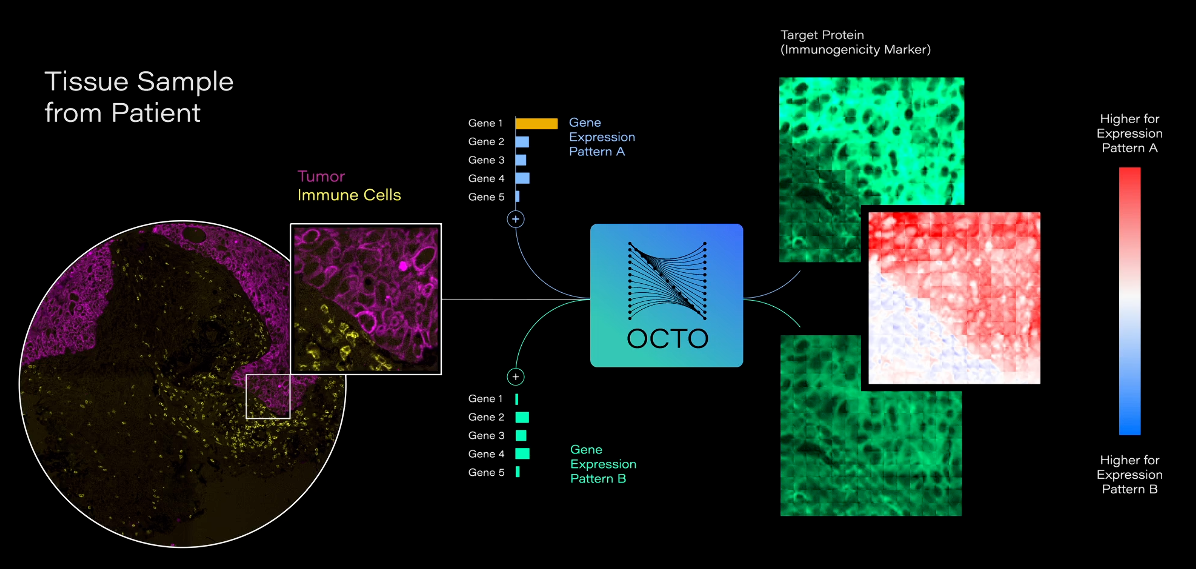 Tissue Sample
from Patient
Tumor
Immune Cells
Gene 1
Gene 2
Gene 3
Gene 4
Gene 5
Gene
Expression
Pattern A
+
OCTO
+
Gene 1
Gene 2
Gene 3
Gene 4
Gene 5
Gene
Expression
Pattern B
Target Protein
(Immunogenicity Marker)
Higher for
Expression
Pattern A
Higher for
Expression
Pattern B